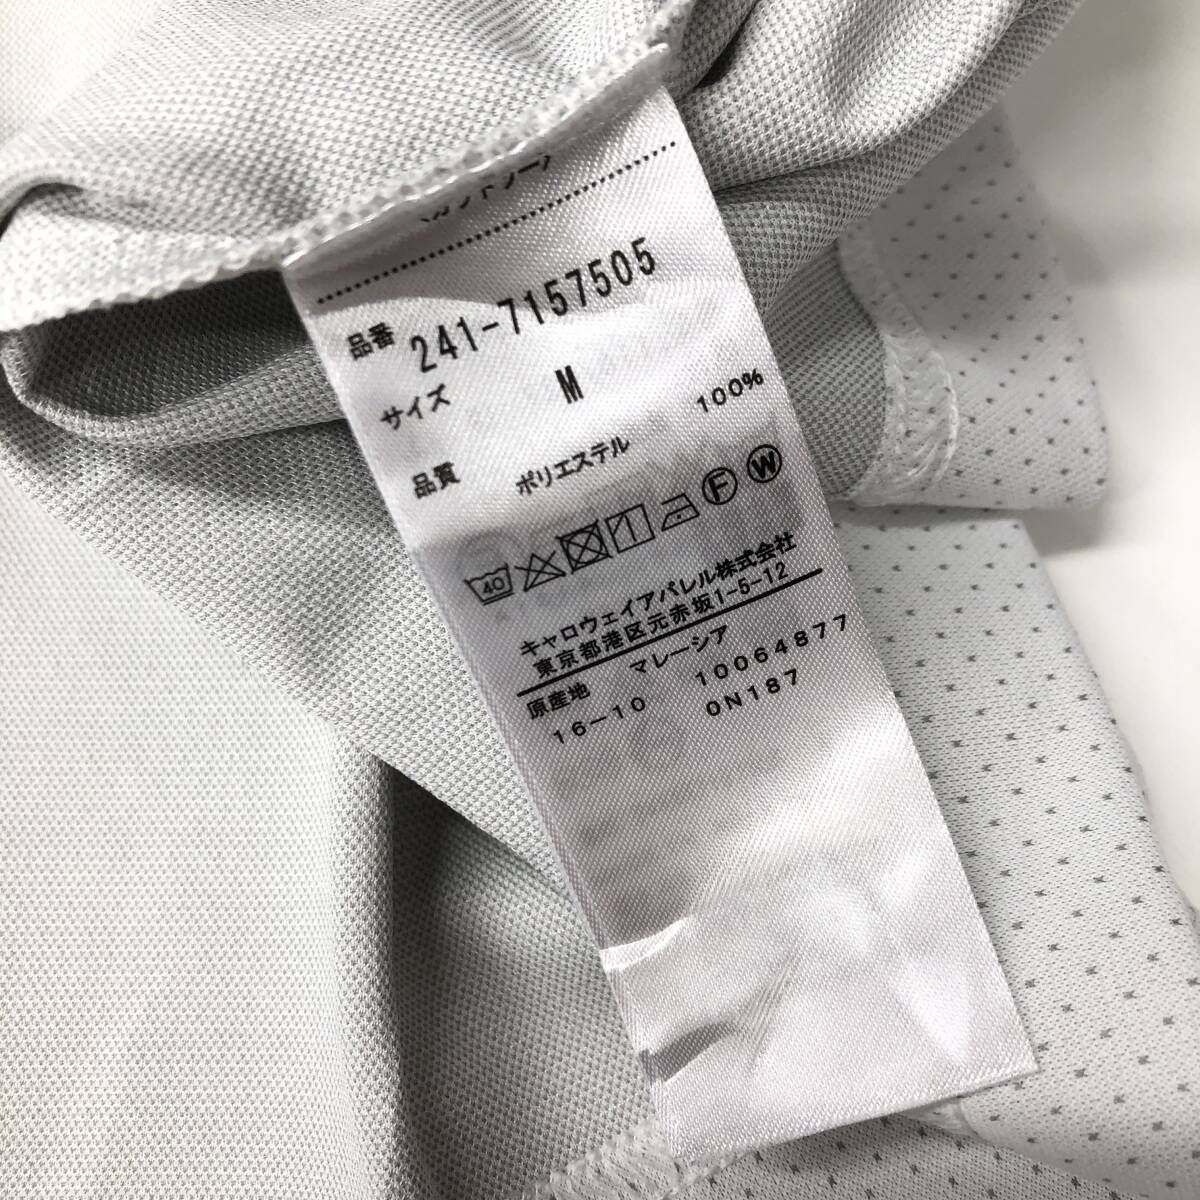 品番 241-7157505
サイズ M
品質 ポリエステル 100%
40 F W
キャロウェイアパレル株式会社
東京都港区元赤坂1-5-12
原産地 マレーシア
16-10 10064877
0N187